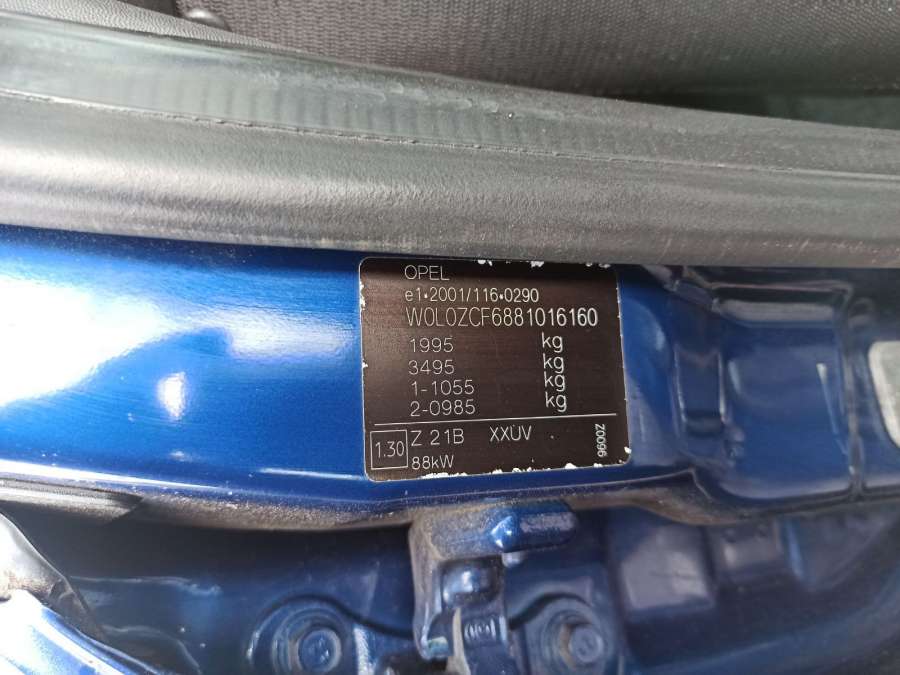 OPEL
e1•2001/116•0290
W0L0ZCF6881016160
1995 kg
3495 kg
1-1055 kg
2-0985 kg
1.30 Z 21B XXUV
88kW
Z0096